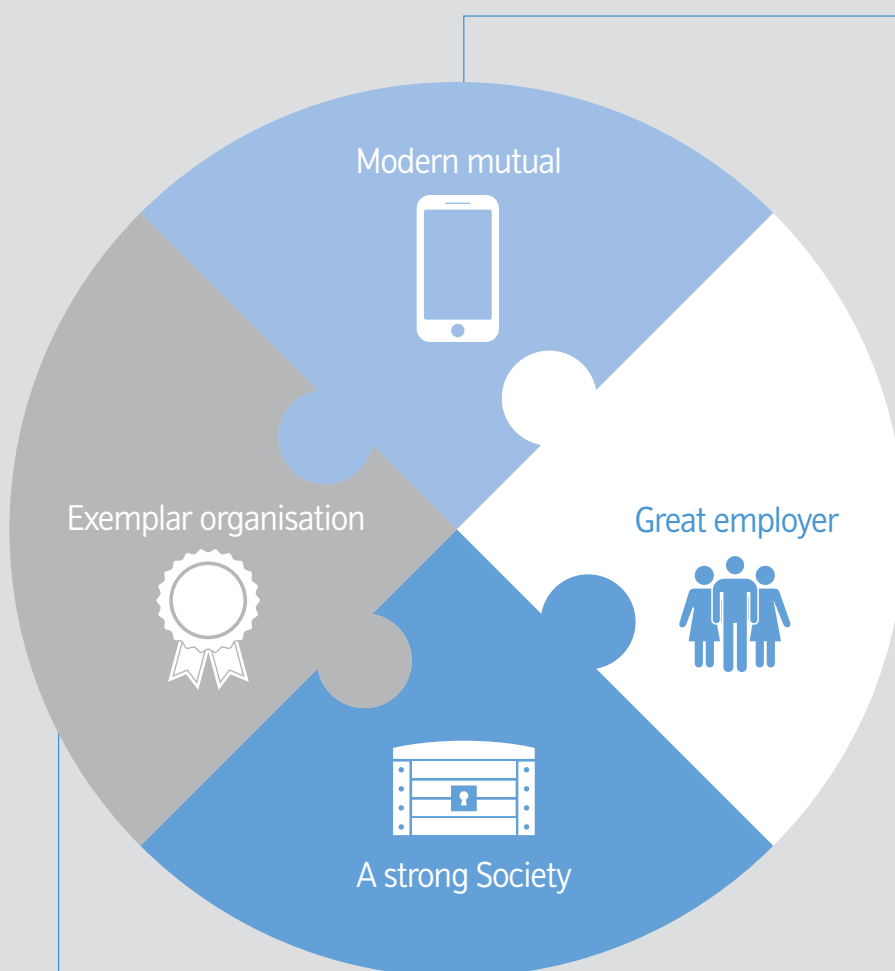 Modern mutual
Exemplar organisation
Great employer
A strong Society